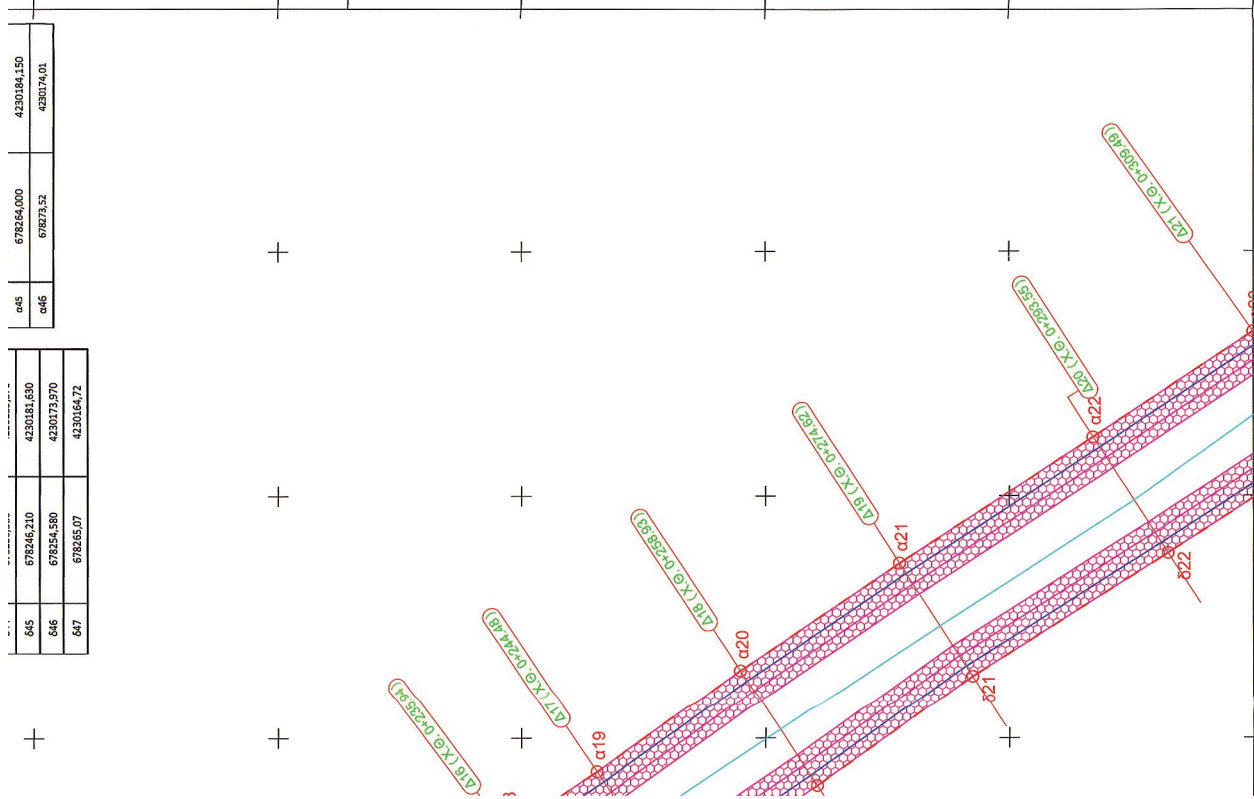 α45 678264,000 4230184,150
α46 678273,52 4230174,01
δ45 678246,210 4230181,630
δ46 678254,580 4230173,970
δ47 678265,07 4230164,72
Δ21 (Χ.Θ. 0+309.49)
Δ20 (Χ.Θ. 0+293.55)
α22
Δ19 (Χ.Θ. 0+274.62)
α21
δ22
Δ18 (Χ.Θ. 0+258.93)
α20
δ21
Δ17 (Χ.Θ. 0+244.48)
α19
Δ16 (Χ.Θ. 0+235.94)